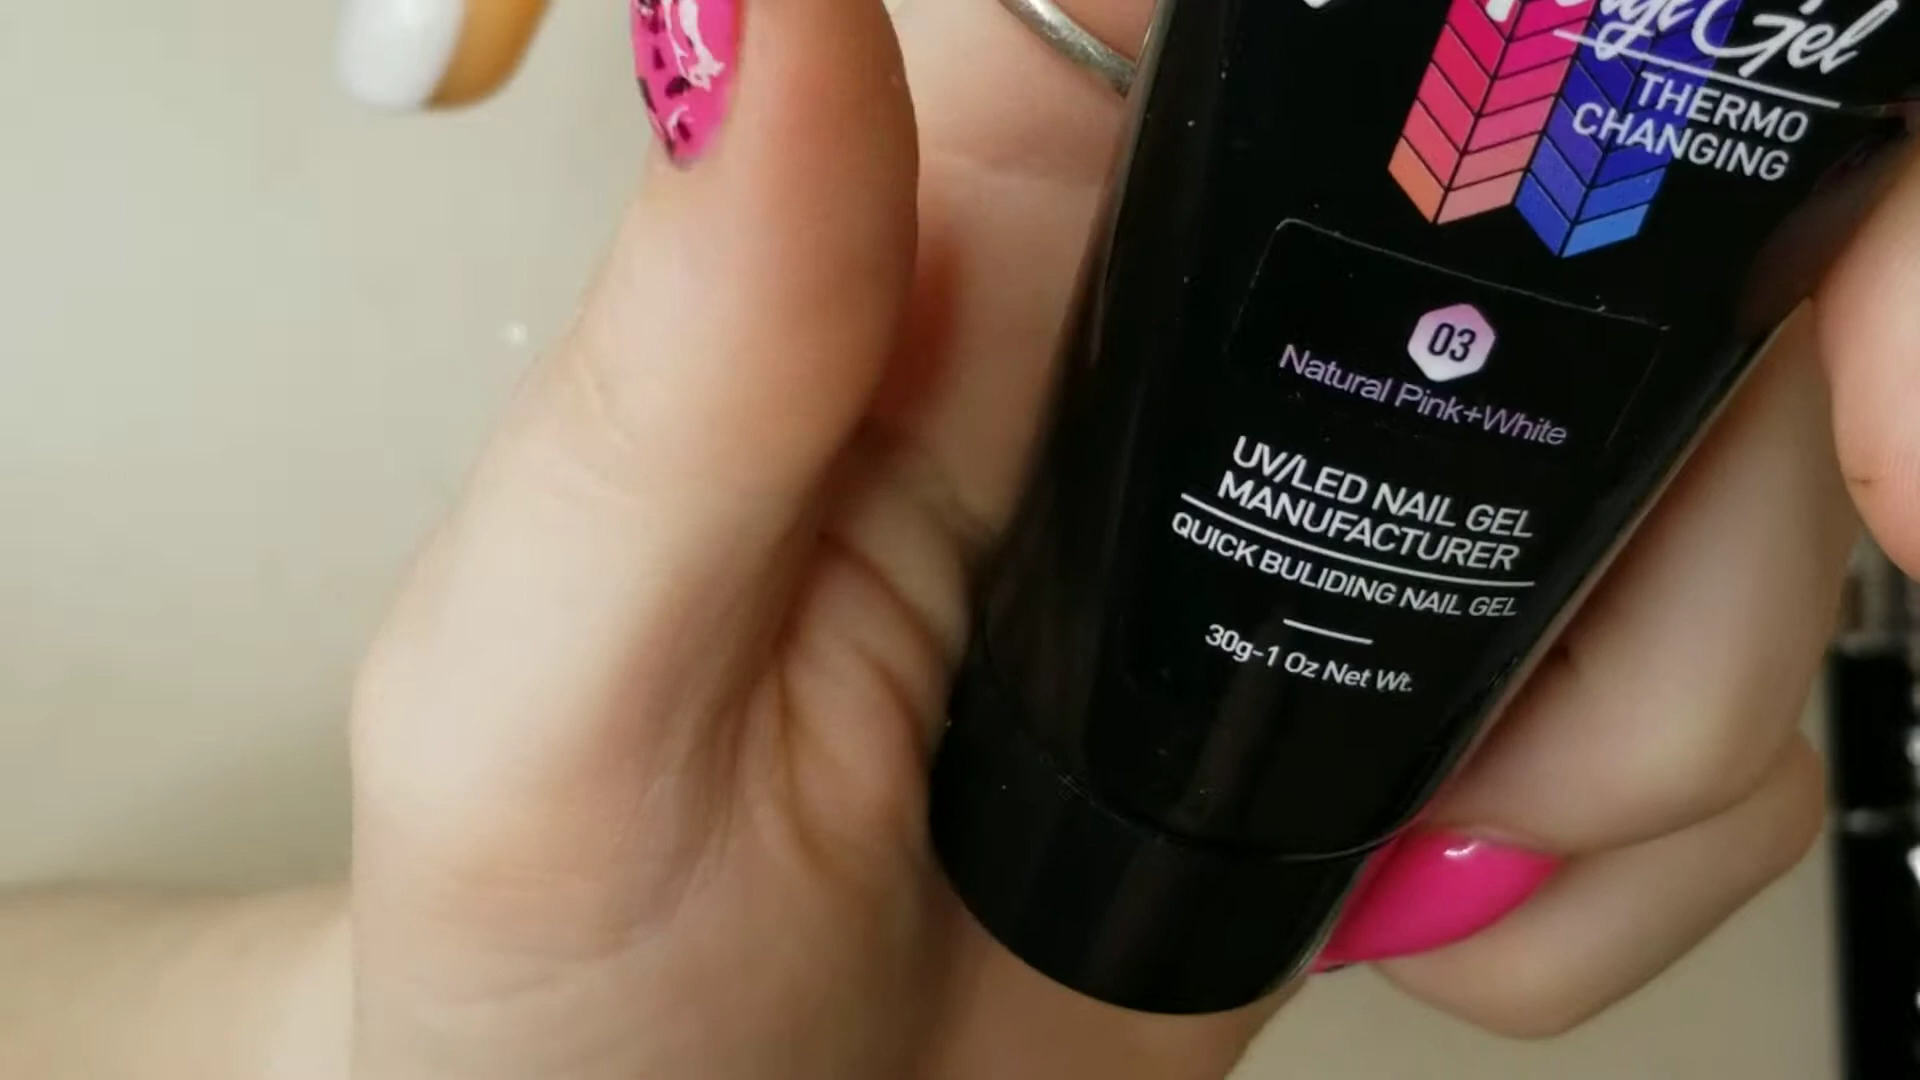 Gel
THERMO
CHANGING
03
Natural Pink+White
UV/LED NAIL GEL
MANUFACTURER
QUICK BULIDING NAIL GEL
30g-1 Oz Net Wt.